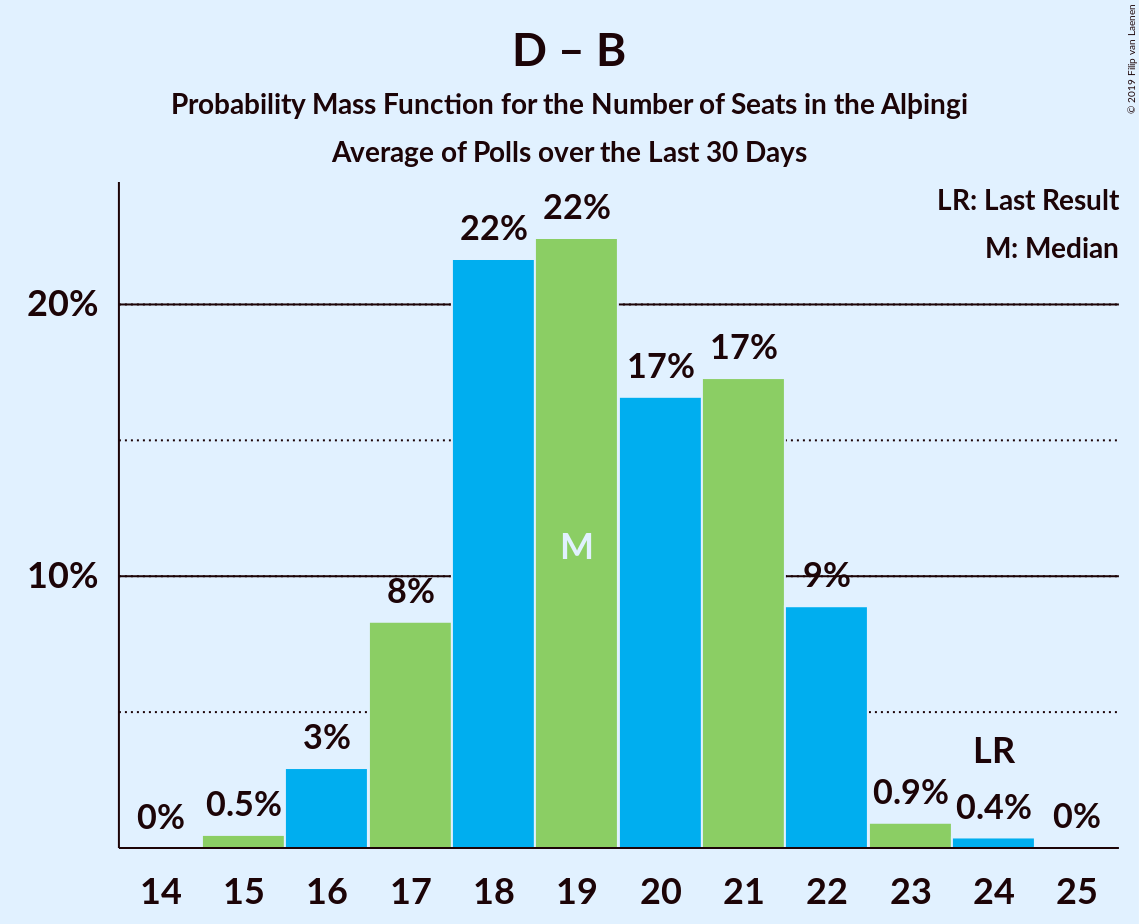 D – B
Probability Mass Function for the Number of Seats in the Alþingi
Average of Polls over the Last 30 Days
© 2019 Filip van Laenen
LR: Last Result
M: Median
20%
10%
0%
0.5%
3%
8%
22%
22%
17%
17%
9%
0.9%
0.4%
0%
M
LR
14 15 16 17 18 19 20 21 22 23 24 25